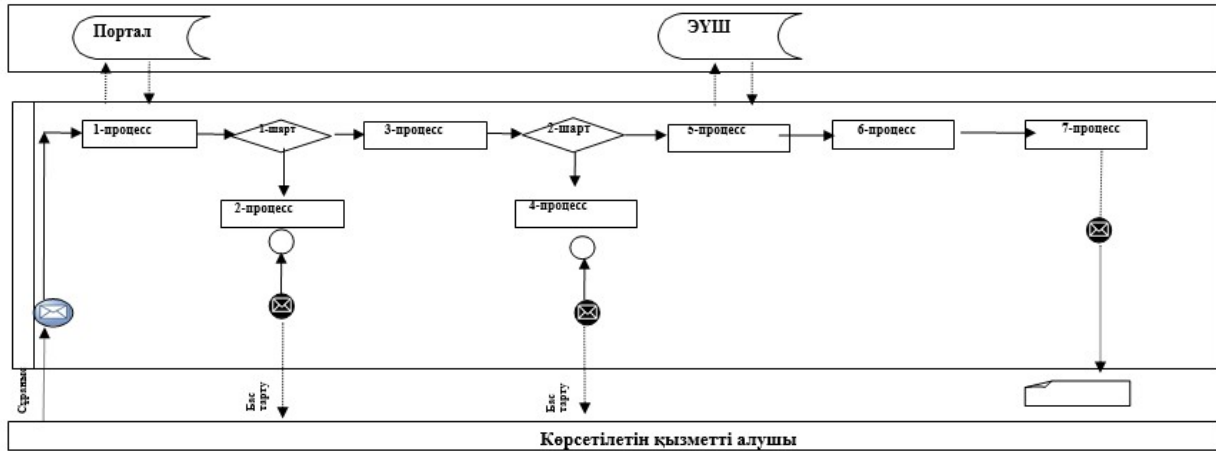 Портал
ЭҮШ
1-процесс
1-шарт
3-процесс
2-шарт
5-процесс
6-процесс
7-процесс
2-процесс
4-процесс
Сұраныс
Бас
тарту
Бас
тарту
Көрсетілетін қызметті алушы